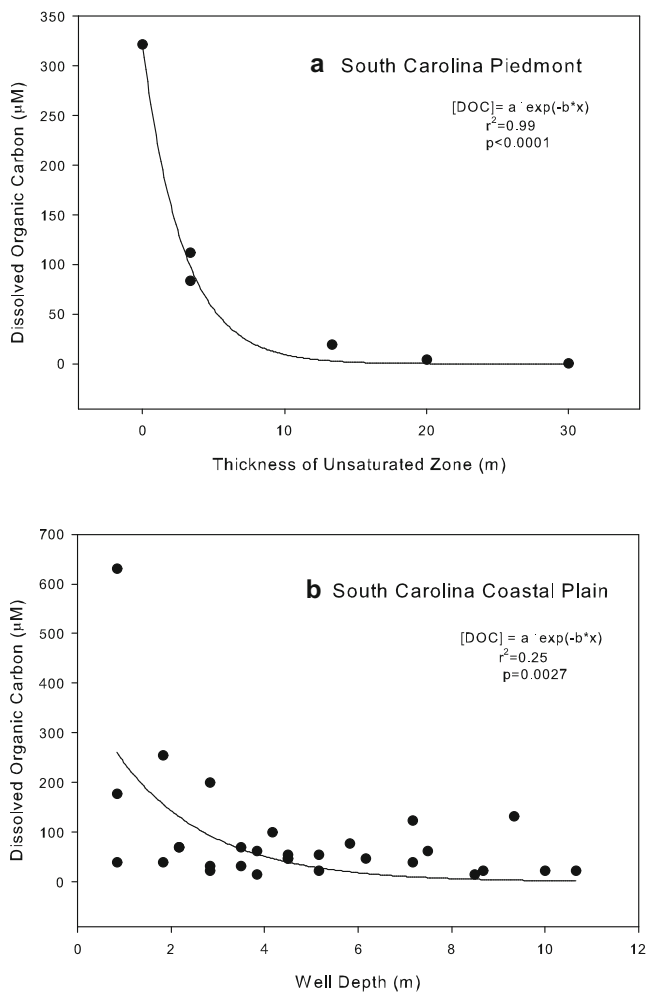 a South Carolina Piedmont
[DOC]= a˙exp(-b*x)
r²=0.99
p<0.0001
Dissolved Organic Carbon (µM)
350
300
250
200
150
100
50
0
0 10 20 30
Thickness of Unsaturated Zone (m)
b South Carolina Coastal Plain
[DOC] = a ˙exp(-b*x)
r²=0.25
p=0.0027
Dissolved Organic Carbon (µM)
700
600
500
400
300
200
100
0
0 2 4 6 8 10 12
Well Depth (m)